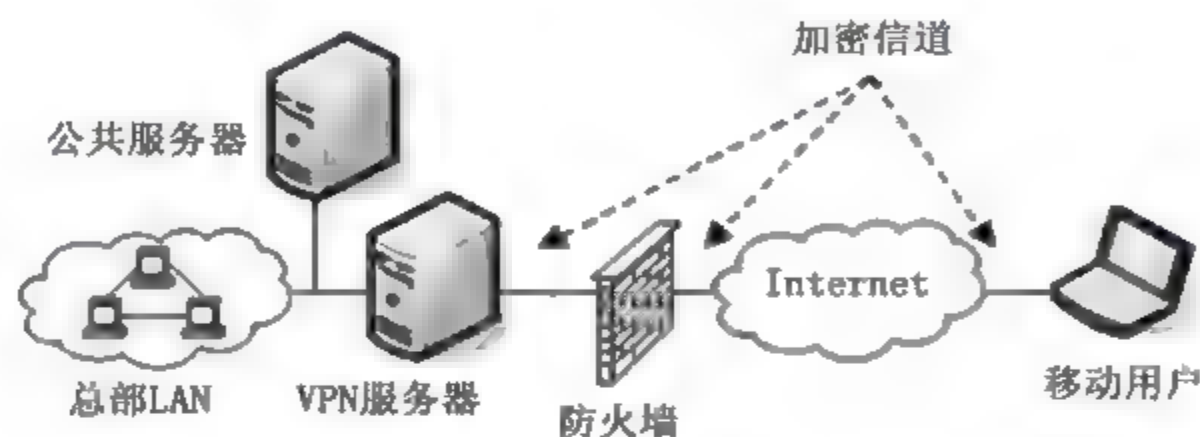 加密信道
公共服务器
Internet
总部LAN
VPN服务器
防火墙
移动用户